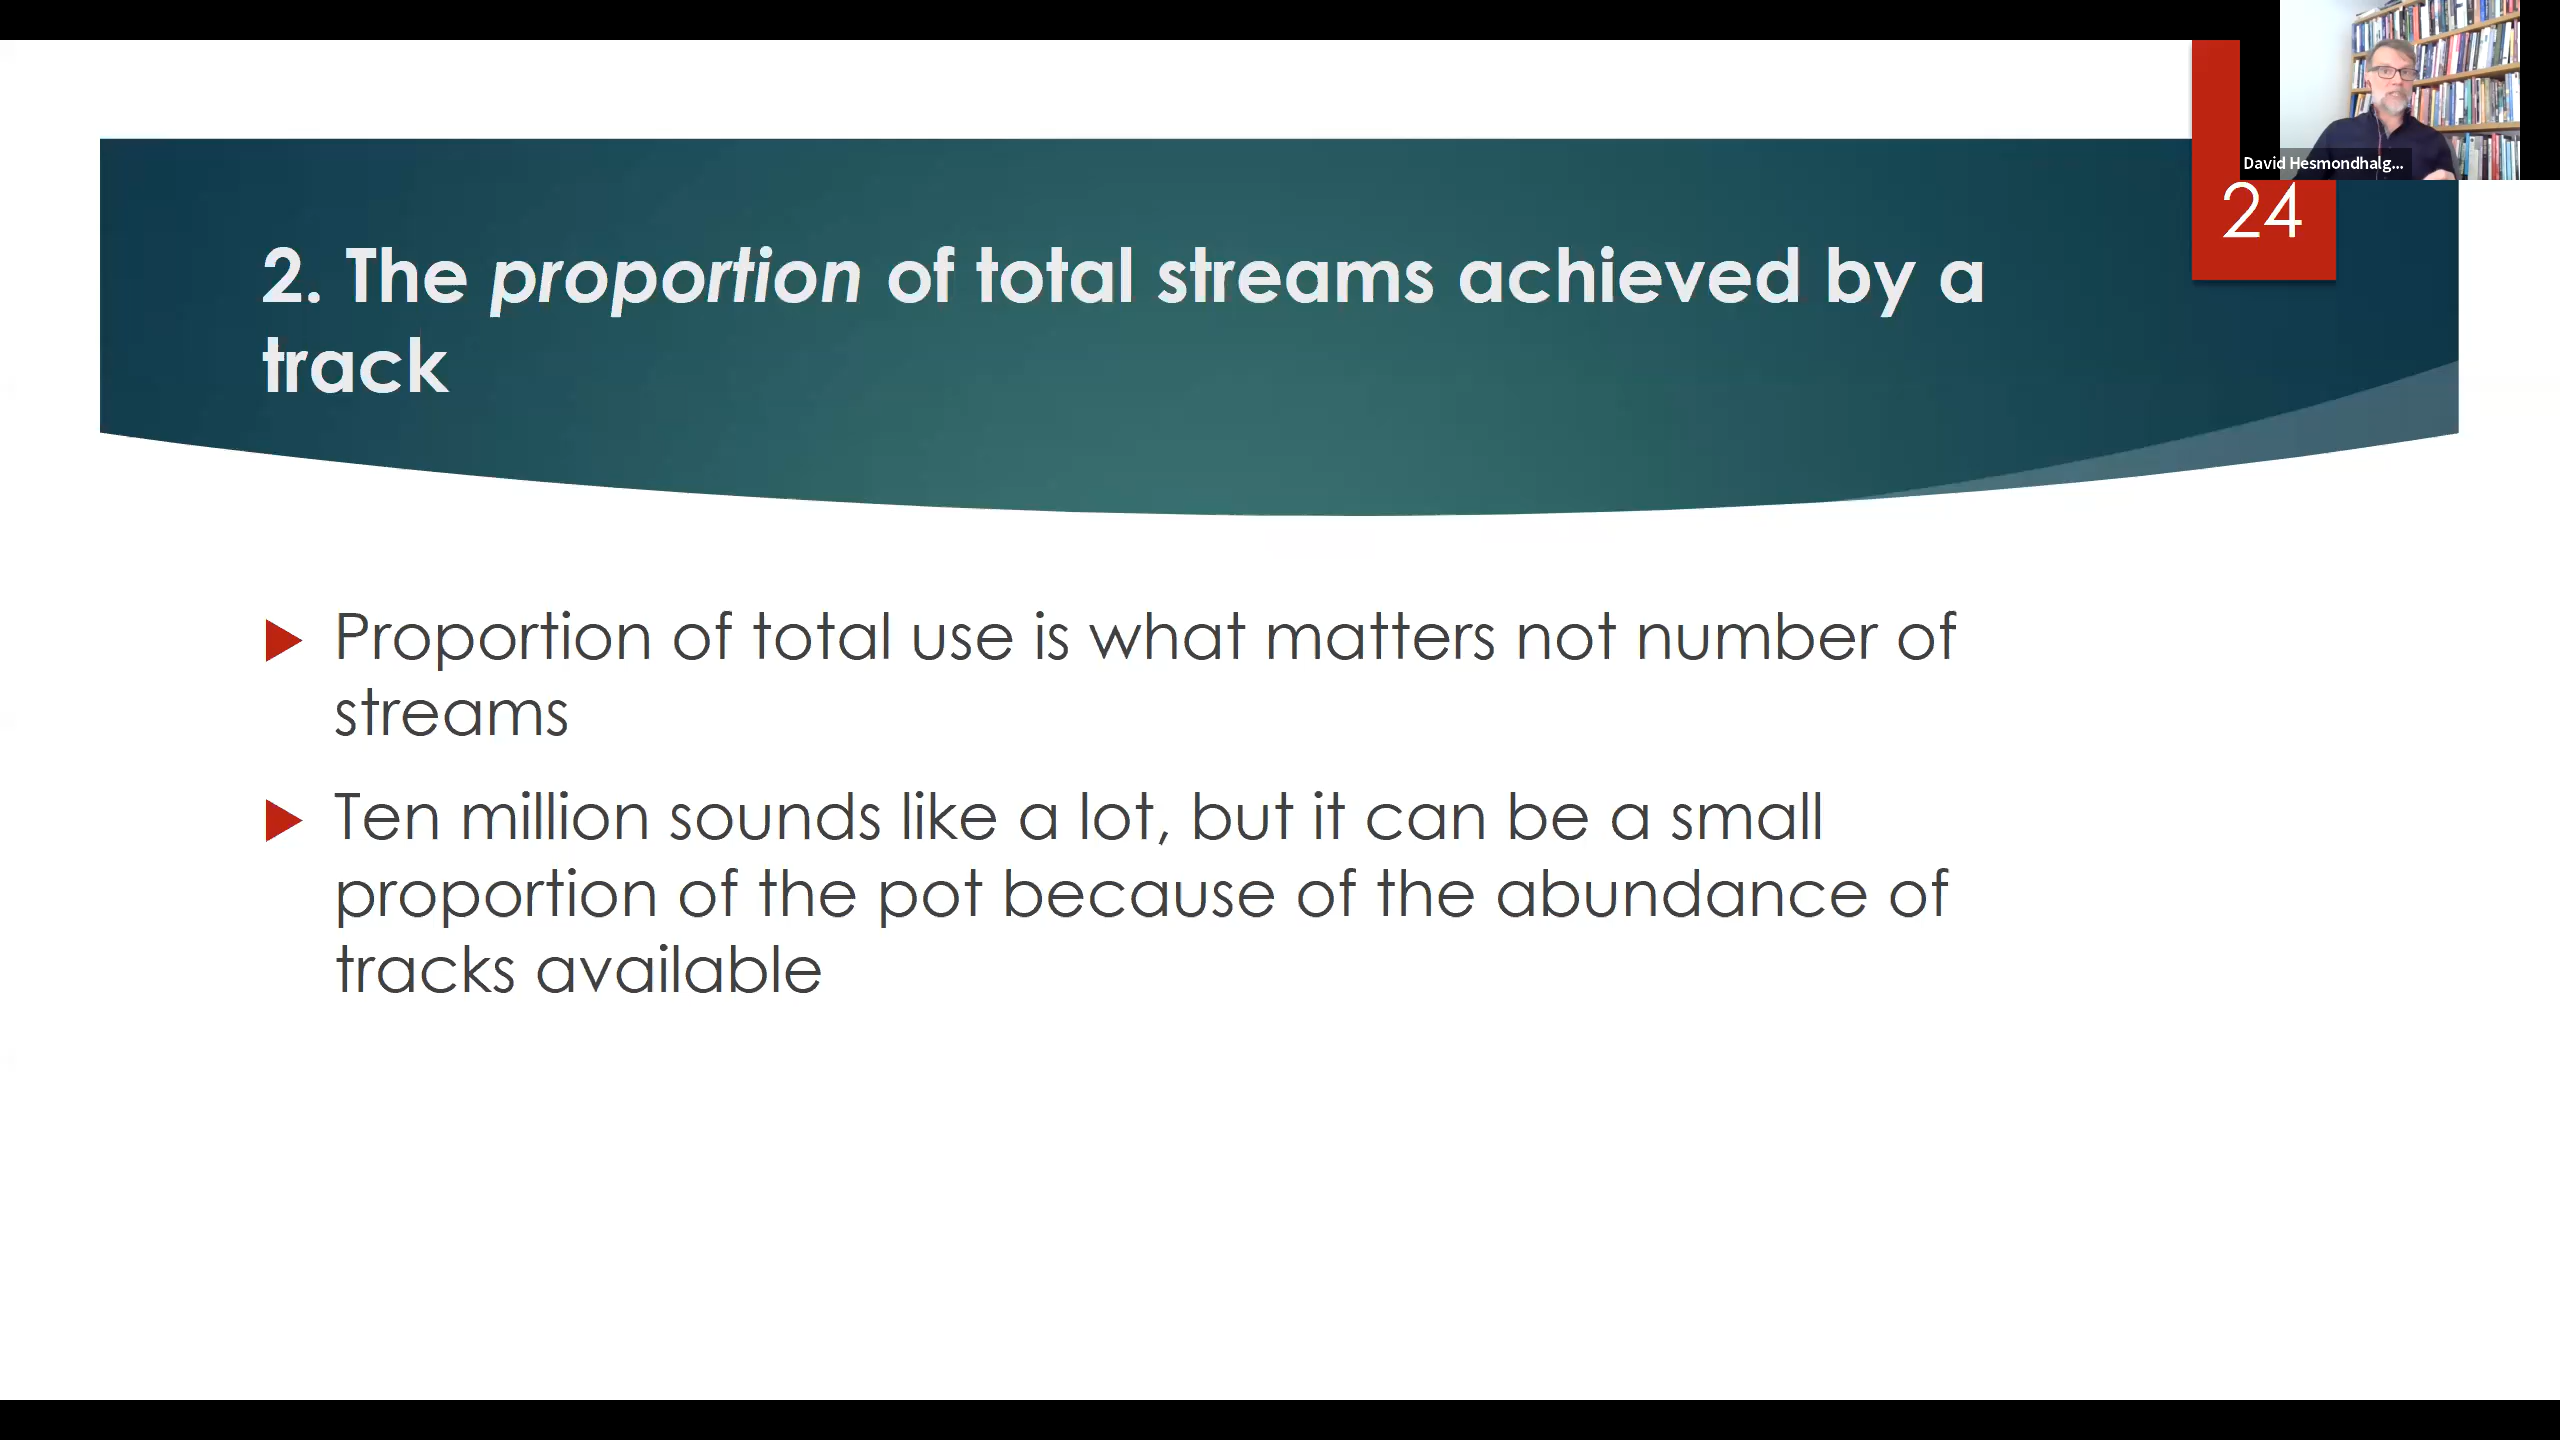 David Hesmondhalg...
24
2. The proportion of total streams achieved by a
track
Proportion of total use is what matters not number of
streams
Ten million sounds like a lot, but it can be a small
proportion of the pot because of the abundance of
tracks available